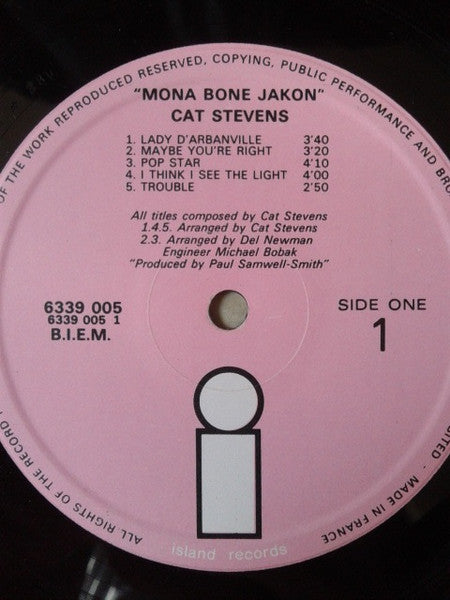 OF THE WORK REPRODUCED RESERVED, COPYING, PUBLIC PERFORMANCE AND BRO
"MONA BONE JAKON"
CAT STEVENS
1. LADY D'ARBANVILLE 3'40
2. MAYBE YOU'RE RIGHT 3'20
3. POP STAR 4'10
4. I THINK I SEE THE LIGHT 4'00
5. TROUBLE 2'50
All titles composed by Cat Stevens
1.4.5. Arranged by Cat Stevens
2.3. Arranged by Del Newman
Engineer Michael Bobak
"Produced by Paul Samwell-Smith"
6339 005
6339 005 1
B.I.E.M.
SIDE ONE
1
island records
ALL RIGHTS OF THE RECORD
BITED - MADE IN FRANCE